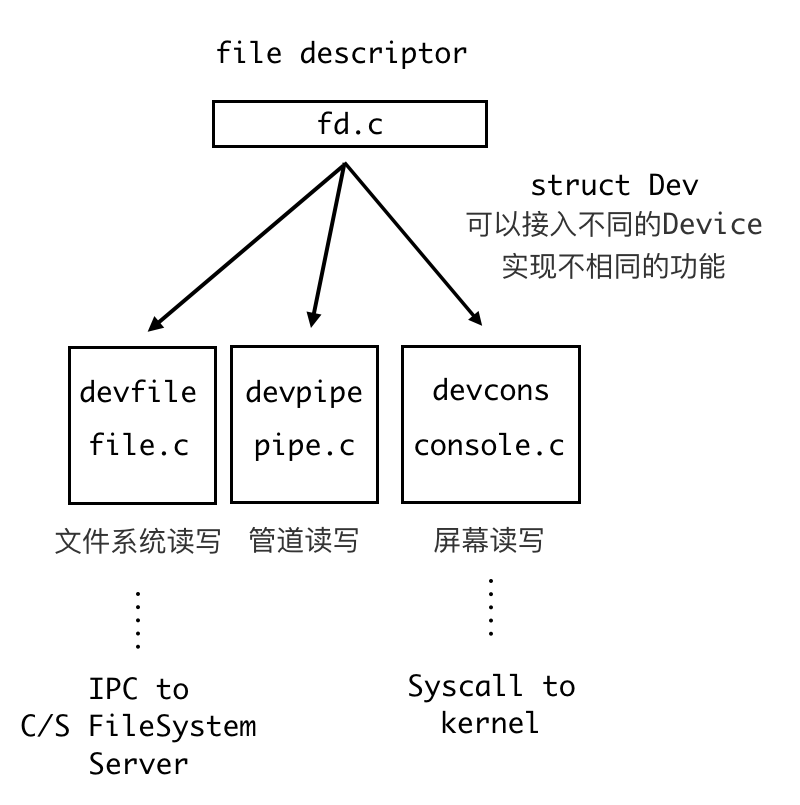 file descriptor
fd.c
struct Dev
可以接入不同的Device
实现不相同的功能
devfile
file.c
devpipe
pipe.c
devcons
console.c
文件系统读写
管道读写
屏幕读写
IPC to
C/S FileSystem
Server
Syscall to
kernel